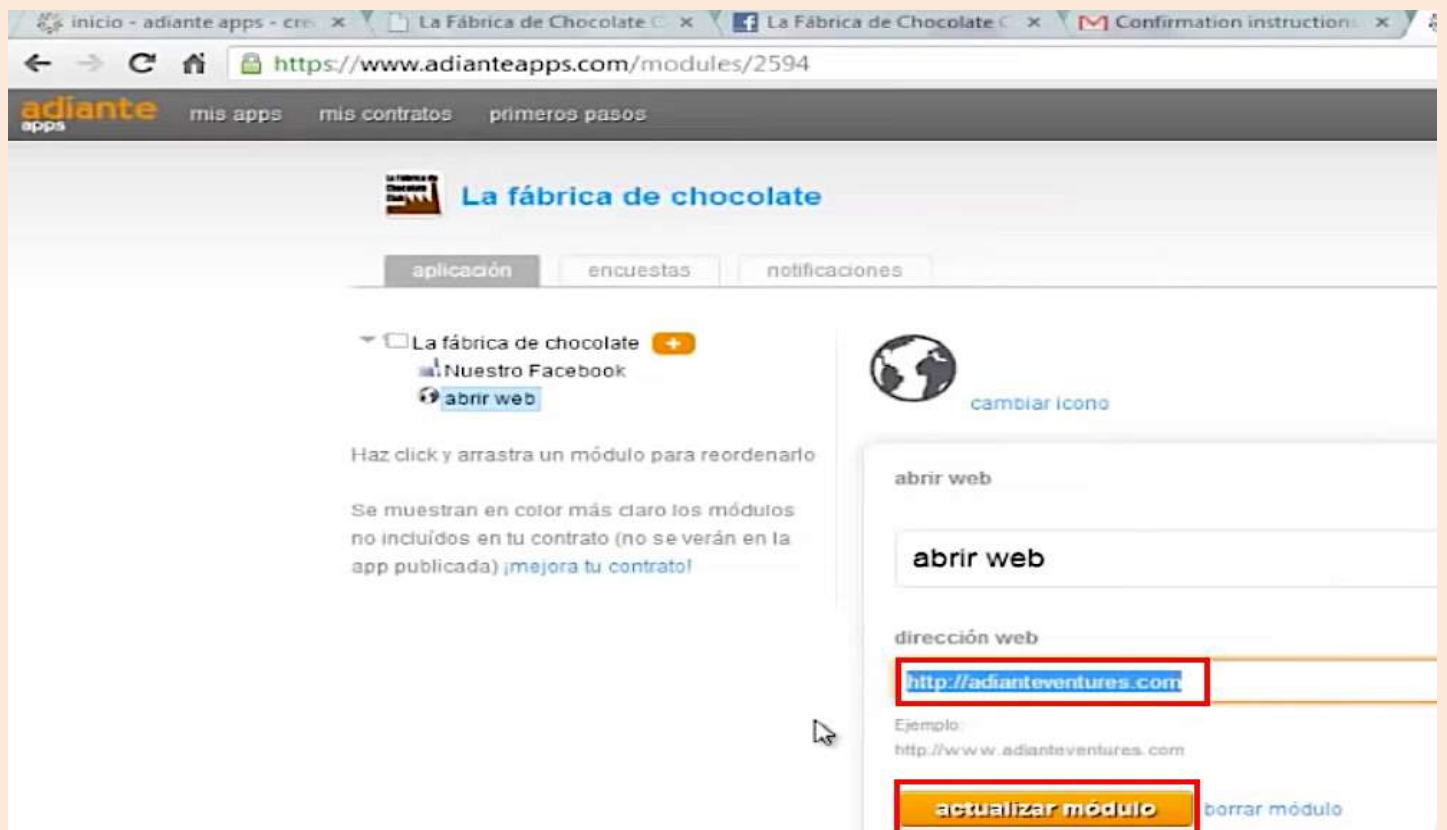 inicio - adiante apps - cre
La Fábrica de Chocolate C
La Fábrica de Chocolate C
Confirmation instructions
https://www.adianteapps.com/modules/2594
adiante apps mis apps mis contratos primeros pasos
La fábrica de chocolate
aplicación encuestas notificaciones
La fábrica de chocolate +
Nuestro Facebook
abrir web
cambiar icono
Haz click y arrastra un módulo para reordenarlo
Se muestran en color más claro los módulos
no incluídos en tu contrato (no se verán en la
app publicada) ¡mejora tu contrato!
abrir web
abrir web
dirección web
http://adianteventures.com
Ejemplo:
http://www.adianteventures.com
actualizar módulo borrar módulo